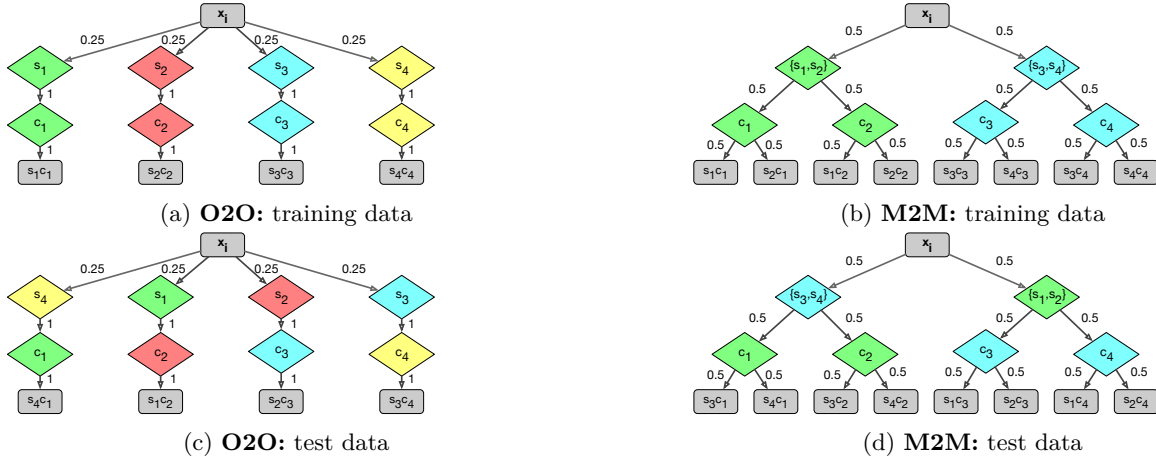 x_i x_i
0.25 0.25 0.25 0.25 0.5 0.5
s_1 s_2 s_3 s_4 {s_1,s_2} {s_3,s_4}
1 1 1 1 0.5 0.5 0.5 0.5
c_1 c_2 c_3 c_4 c_1 c_2 c_3 c_4
1 1 1 1 0.5 0.5 0.5 0.5 0.5 0.5 0.5 0.5
s_1c_1 s_2c_2 s_3c_3 s_4c_4 s_1c_1 s_2c_1 s_1c_2 s_2c_2 s_3c_3 s_4c_3 s_3c_4 s_4c_4
(a) O2O: training data (b) M2M: training data
x_i x_i
0.25 0.25 0.25 0.25 0.5 0.5
s_4 s_1 s_2 s_3 {s_3,s_4} {s_1,s_2}
1 1 1 1 0.5 0.5 0.5 0.5
c_1 c_2 c_3 c_4 c_1 c_2 c_3 c_4
1 1 1 1 0.5 0.5 0.5 0.5 0.5 0.5 0.5 0.5
s_4c_1 s_1c_2 s_2c_3 s_3c_4 s_3c_1 s_4c_1 s_3c_2 s_4c_2 s_1c_3 s_2c_3 s_1c_4 s_2c_4
(c) O2O: test data (d) M2M: test data